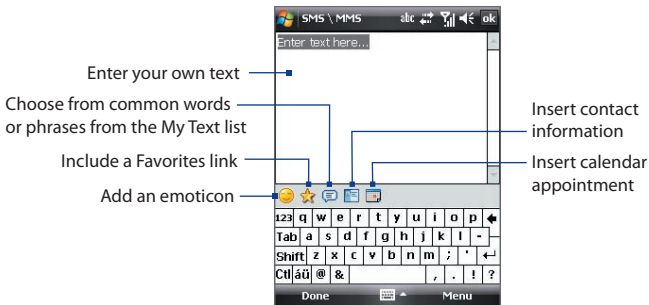 SMS \ MMS abc ok
Enter text here...
Enter your own text
Choose from common words
or phrases from the My Text list
Include a Favorites link
Add an emoticon
Insert contact
information
Insert calendar
appointment
123 q w e r t y u i o p
Tab a s d f g h j k l -
Shift z x c v b n m ; '
Ctl áü @ & , . ! ?
Done Menu